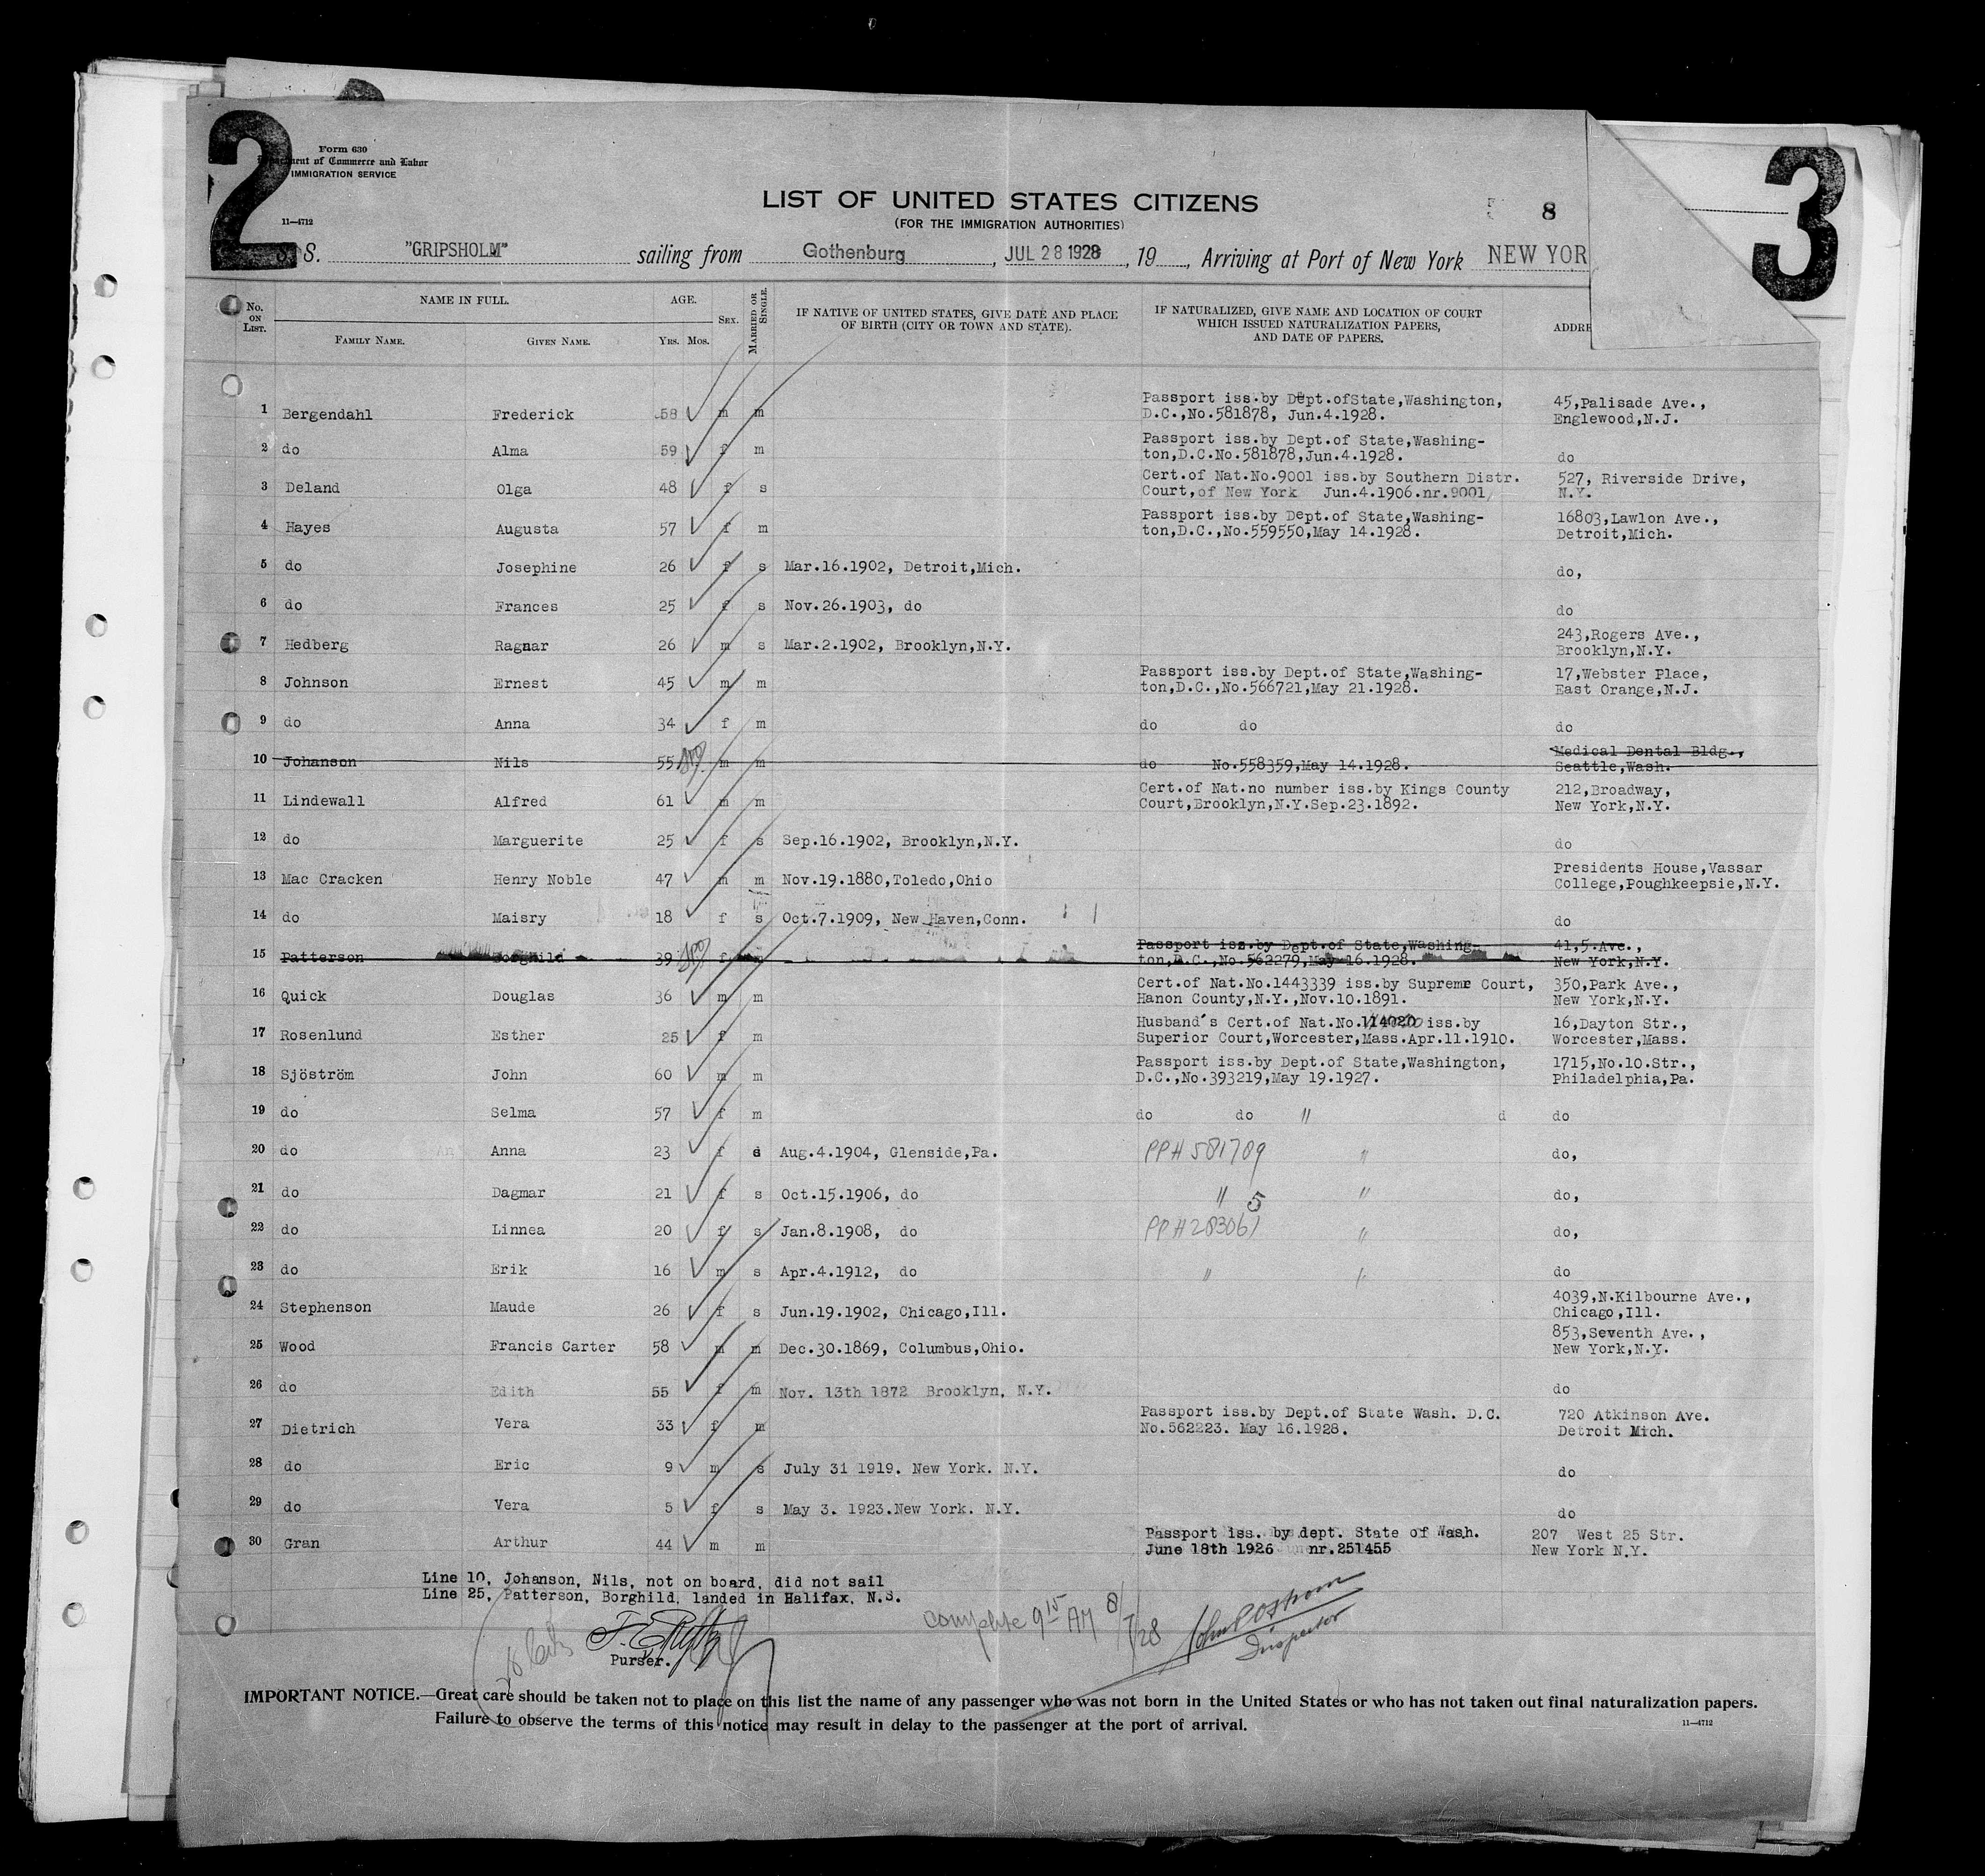 2
3
Form 630
Department of Commerce and Labor
IMMIGRATION SERVICE
11—4712
LIST OF UNITED STATES CITIZENS
(FOR THE IMMIGRATION AUTHORITIES)
8
S. S. "GRIPSHOLM" sailing from Gothenburg, JUL 28 1928, 19, Arriving at Port of New York NEW YOR
No. ON LIST. NAME IN FULL. FAMILY NAME. GIVEN NAME. AGE. YRS. MOS. SEX. MARRIED OR SINGLE. IF NATIVE OF UNITED STATES, GIVE DATE AND PLACE OF BIRTH (CITY OR TOWN AND STATE). IF NATURALIZED, GIVE NAME AND LOCATION OF COURT WHICH ISSUED NATURALIZATION PAPERS, AND DATE OF PAPERS. ADDRE
1 Bergendahl Frederick 58 m m Passport iss.by Dept.ofState,Washington, 45,Palisade Ave.,
D.C.,No.581878, Jun.4.1928. Englewood,N.J.
2 do Alma 59 f m Passport iss.by Dept.of State,Washing-
ton,D.C.No.581878,Jun.4.1928. do
3 Deland Olga 48 f s Cert.of Nat.No.9001 iss.by Southern Distr. 527, Riverside Drive,
Court,of New York Jun.4.1906.nr.9001 N.Y.
4 Hayes Augusta 57 f m Passport iss.by Dept.of State,Washing- 16803,Lawlon Ave.,
ton,D.C.,No.559550,May 14.1928. Detroit,Mich.
5 do Josephine 26 f s Mar.16.1902, Detroit,Mich. do,
6 do Frances 25 f s Nov.26.1903, do do
7 Hedberg Ragnar 26 m s Mar.2.1902, Brooklyn,N.Y. 243,Rogers Ave.,
Brooklyn,N.Y.
8 Johnson Ernest 45 m m Passport iss.by Dept.of State,Washing- 17,Webster Place,
ton,D.C.,No.566721,May 21.1928. East Orange,N.J.
9 do Anna 34 f m do do do
10 Johanson Nils 55 m m do No.558359,May 14.1928. Medical Dental Bldg.,
Seattle,Wash.
11 Lindewall Alfred 61 m m Cert.of Nat.no number iss.by Kings County 212,Broadway,
Court,Brooklyn,N.Y.Sep.23.1892. New York,N.Y.
12 do Marguerite 25 f s Sep.16.1902, Brooklyn,N.Y. do
13 Mac Cracken Henry Noble 47 m m Nov.19.1880,Toledo,Ohio Presidents House,Vassar
College,Poughkeepsie,N.Y.
14 do Maisry 18 f s Oct.7.1909, New Haven,Conn. do
15 Patterson Borghild 39 f m Passport iss.by Dept.of State,Washing- 41,5.Ave.,
ton,D.C.,No.562279,May 16.1928. New York,N.Y.
16 Quick Douglas 36 m m Cert.of Nat.No.1443339 iss.by Supreme Court, 350,Park Ave.,
Hanon County,N.Y.,Nov.10.1891. New York,N.Y.
17 Rosenlund Esther 25 f m Husband's Cert.of Nat.No.114020 iss.by 16,Dayton Str.,
Superior Court,Worcester,Mass.Apr.11.1910. Worcester,Mass.
18 Sjöström John 60 m m Passport iss.by Dept.of State,Washington, 1715,No.10.Str.,
D.C.,No.393219,May 19.1927. Philadelphia,Pa.
19 do Selma 57 f m do do " d do
20 do Anna 23 f s Aug.4.1904, Glenside,Pa. PPH 581789 " do,
21 do Dagmar 21 f s Oct.15.1906, do " 5 " do,
22 do Linnea 20 f s Jan.8.1908, do PPH 283061 " do,
23 do Erik 16 m s Apr.4.1912, do " " do
24 Stephenson Maude 26 f s Jun.19.1902, Chicago,Ill. 4039,N.Kilbourne Ave.,
Chicago,Ill.
25 Wood Francis Carter 58 m m Dec.30.1869, Columbus,Ohio. 853,Seventh Ave.,
New York,N.Y.
26 do Edith 55 f m Nov. 13th 1872 Brooklyn, N.Y. do
27 Dietrich Vera 33 f m Passport iss.by Dept.of State Wash. D.C. 720 Atkinson Ave.
No.562223. May 16.1928. Detroit Mich.
28 do Eric 9 m s July 31 1919. New York. N.Y. do
29 do Vera 5 f s May 3. 1923.New York. N.Y. do
30 Gran Arthur 44 m m Passport iss. by dept. State of Wash. 207 West 25 Str.
June 18th 1926 nr.251455 New York N.Y.
Line 10, Johanson, Nils, not on board, did not sail
Line 25, Patterson, Borghild, landed in Halifax, N.S.
complete 9 15 AM 8/7/28
John P Ostrom
Inspector
Purser.
IMPORTANT NOTICE.—Great care should be taken not to place on this list the name of any passenger who was not born in the United States or who has not taken out final naturalization papers.
Failure to observe the terms of this notice may result in delay to the passenger at the port of arrival.
11—4712